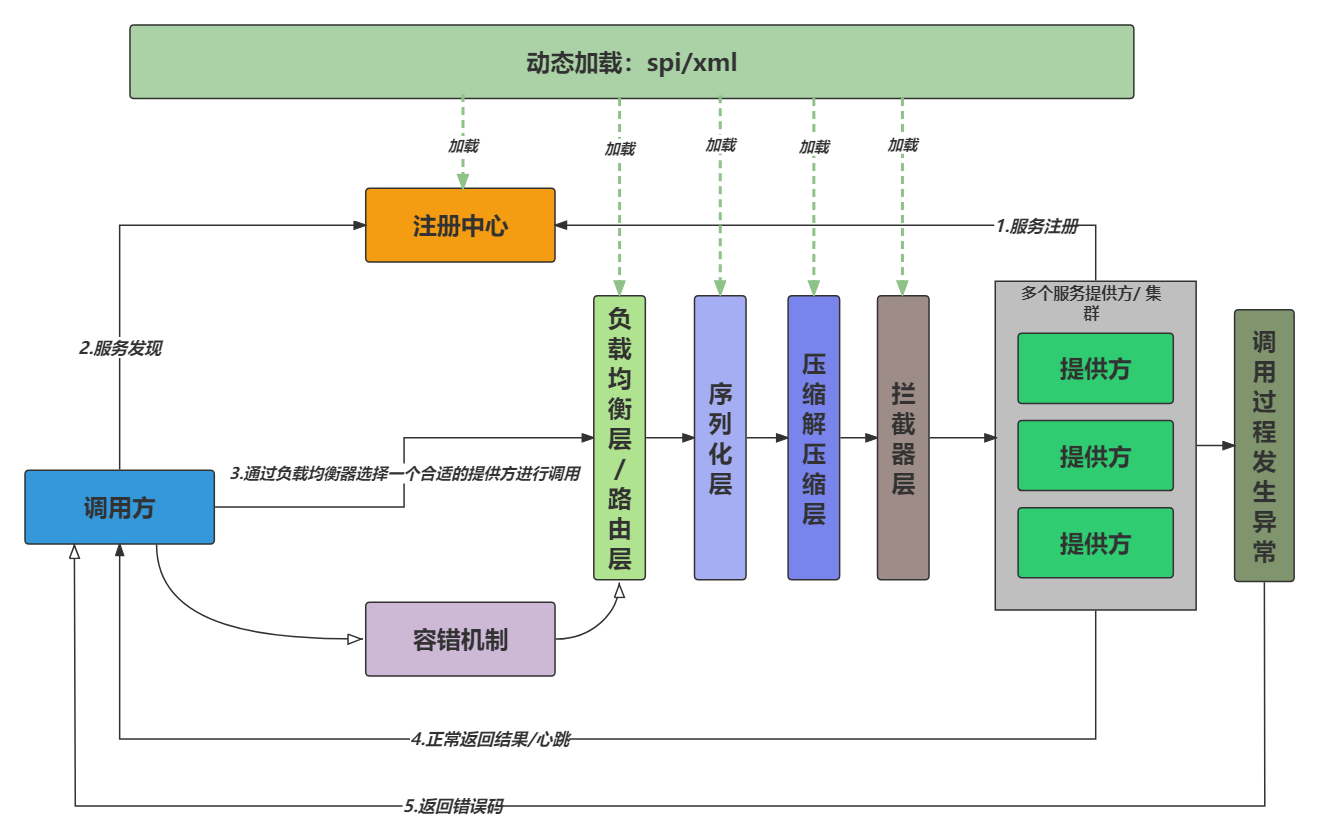 动态加载：spi/xml
加载
加载
加载
加载
加载
注册中心
1.服务注册
2.服务发现
多个服务提供方/ 集
群
提供方
提供方
提供方
负载均衡层/路由层
序列化层
压缩解压缩层
拦截器层
调用过程发生异常
3.通过负载均衡器选择一个合适的提供方进行调用
调用方
容错机制
4.正常返回结果/心跳
5.返回错误码